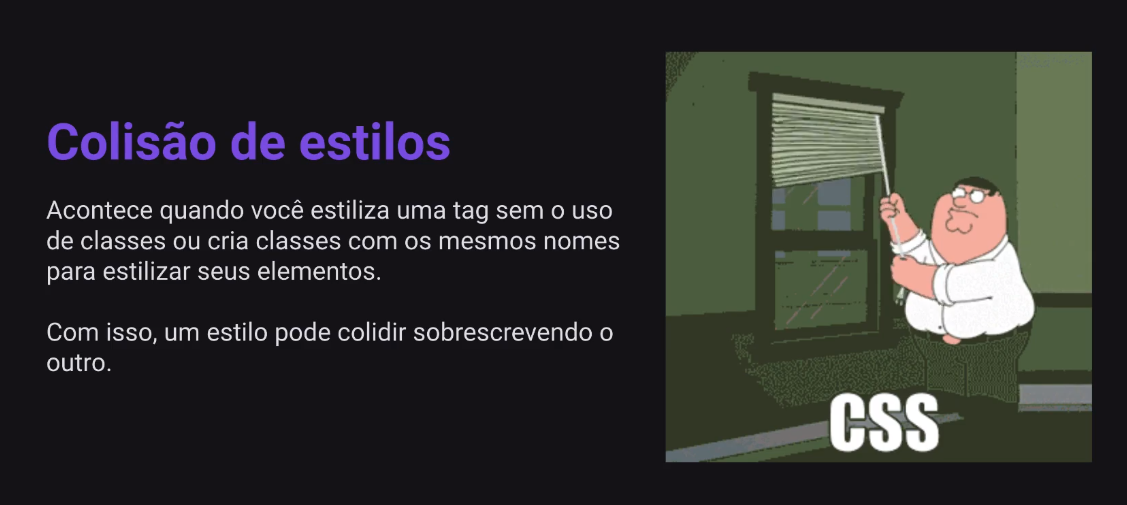 Colisão de estilos
Acontece quando você estiliza uma tag sem o uso
de classes ou cria classes com os mesmos nomes
para estilizar seus elementos.
Com isso, um estilo pode colidir sobrescrevendo o
outro.
CSS